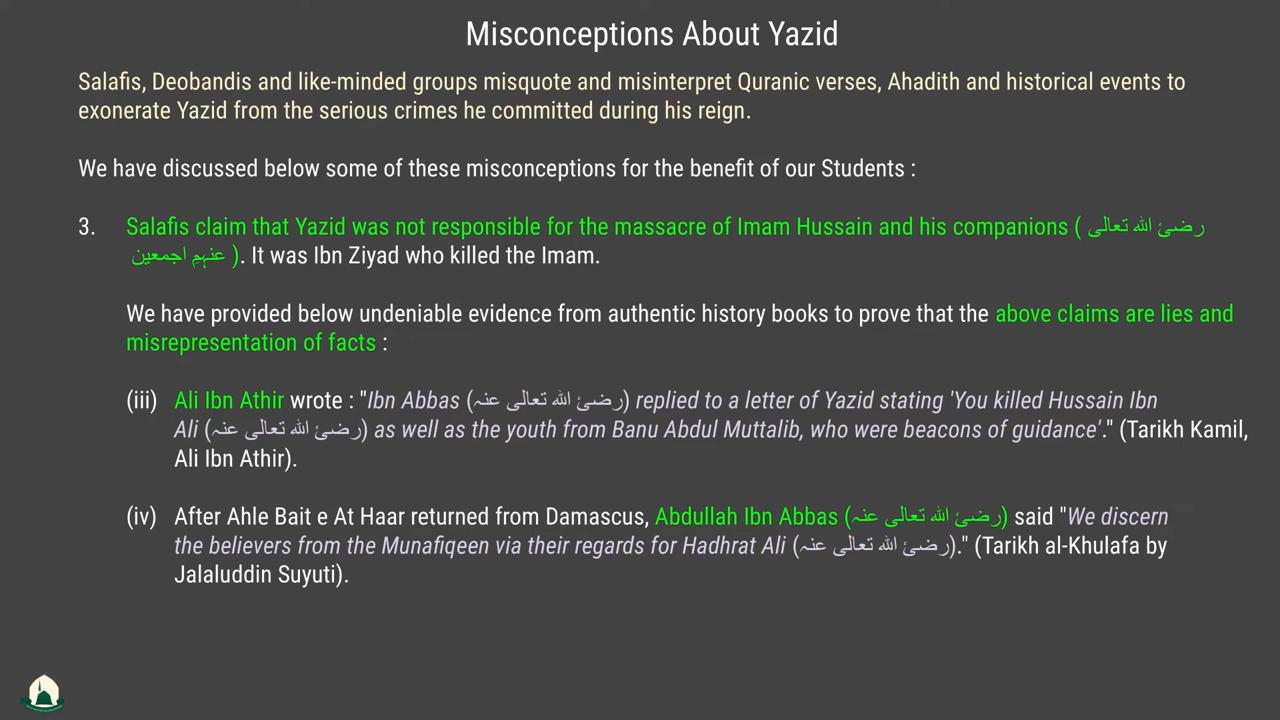 Misconceptions About Yazid
Salafis, Deobandis and like-minded groups misquote and misinterpret Quranic verses, Ahadith and historical events to
exonerate Yazid from the serious crimes he committed during his reign.
We have discussed below some of these misconceptions for the benefit of our Students :
3. Salafis claim that Yazid was not responsible for the massacre of Imam Hussain and his companions ( رضئ الله تعالی
عنہم اجمعین ). It was Ibn Ziyad who killed the Imam.
We have provided below undeniable evidence from authentic history books to prove that the above claims are lies and
misrepresentation of facts :
(iii) Ali Ibn Athir wrote : "Ibn Abbas (رضئ الله تعالی عنہ) replied to a letter of Yazid stating 'You killed Hussain Ibn
Ali (رضئ الله تعالی عنہ) as well as the youth from Banu Abdul Muttalib, who were beacons of guidance'." (Tarikh Kamil,
Ali Ibn Athir).
(iv) After Ahle Bait e At Haar returned from Damascus, Abdullah Ibn Abbas (رضئ الله تعالی عنہ) said "We discern
the believers from the Munafiqeen via their regards for Hadhrat Ali (رضئ الله تعالی عنہ)." (Tarikh al-Khulafa by
Jalaluddin Suyuti).